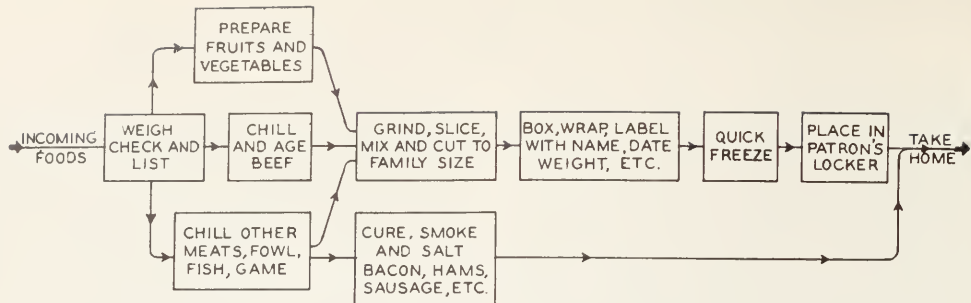 PREPARE
FRUITS AND
VEGETABLES
INCOMING
FOODS
WEIGH
CHECK AND
LIST
CHILL
AND AGE
BEEF
GRIND, SLICE,
MIX AND CUT TO
FAMILY SIZE
BOX, WRAP, LABEL
WITH NAME, DATE
WEIGHT, ETC.
QUICK
FREEZE
PLACE IN
PATRON'S
LOCKER
TAKE
HOME
CHILL OTHER
MEATS, FOWL,
FISH, GAME
CURE, SMOKE
AND SALT
BACON, HAMS,
SAUSAGE, ETC.